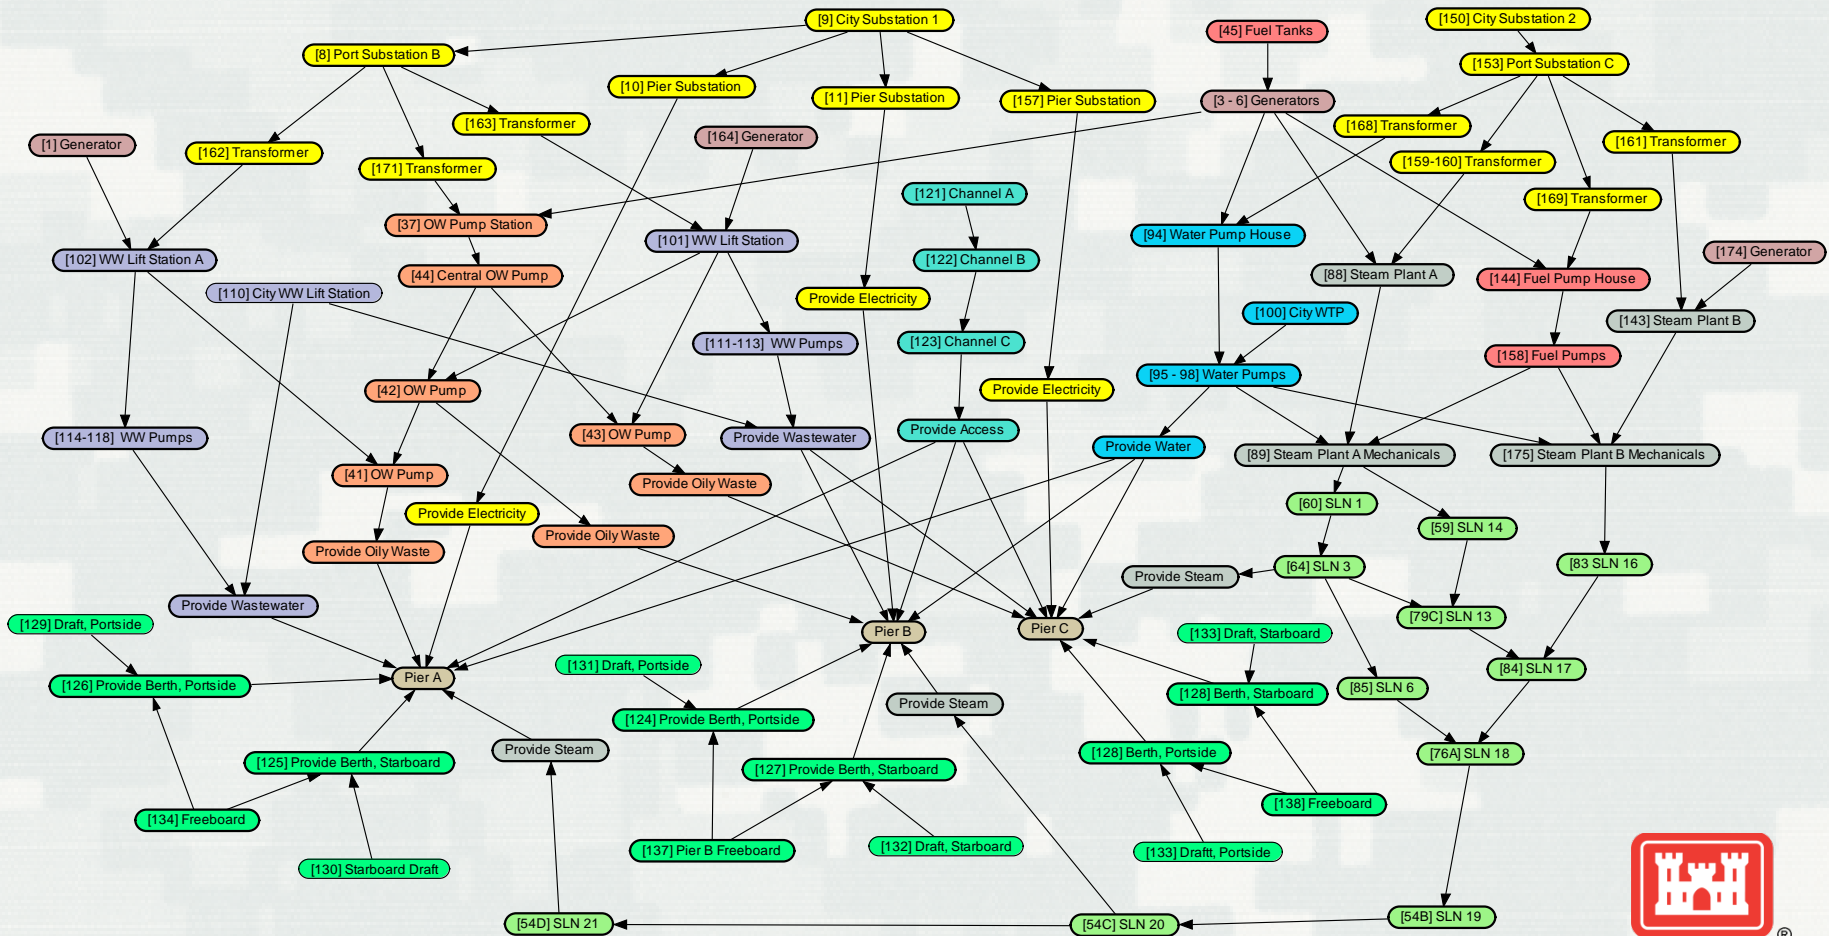 [9] City Substation 1
[150] City Substation 2
[45] Fuel Tanks
[8] Port Substation B
[153] Port Substation C
[10] Pier Substation
[11] Pier Substation
[157] Pier Substation
[3 - 6] Generators
[163] Transformer
[168] Transformer
[1] Generator
[164] Generator
[161] Transformer
[162] Transformer
[159-160] Transformer
[171] Transformer
[121] Channel A
[169] Transformer
[37] OW Pump Station
[94] Water Pump House
[101] WW Lift Station
[174] Generator
[102] WW Lift Station A
[122] Channel B
[44] Central OW Pump
[88] Steam Plant A
[144] Fuel Pump House
[110] City WW Lift Station
Provide Electricity
[100] City WTP
[143] Steam Plant B
[111-113] WW Pumps
[123] Channel C
[158] Fuel Pumps
[95 - 98] Water Pumps
[42] OW Pump
Provide Electricity
Provide Access
[43] OW Pump
[114-118] WW Pumps
Provide Wastewater
Provide Water
[89] Steam Plant A Mechanicals
[175] Steam Plant B Mechanicals
[41] OW Pump
Provide Oily Waste
[60] SLN 1
Provide Electricity
[59] SLN 14
Provide Oily Waste
Provide Oily Waste
[83 SLN 16
[64] SLN 3
Provide Steam
Provide Wastewater
[79C] SLN 13
[129] Draft, Portside
Pier B
Pier C
[133] Draft, Starboard
[131] Draft, Portside
[84] SLN 17
Pier A
[126] Provide Berth, Portside
[85] SLN 6
[128] Berth, Starboard
Provide Steam
[124] Provide Berth, Portside
Provide Steam
[128] Berth, Portside
[76A] SLN 18
[125] Provide Berth, Starboard
[127] Provide Berth, Starboard
[138] Freeboard
[134] Freeboard
[137] Pier B Freeboard
[132] Draft, Starboard
[133] Draftt, Portside
[130] Starboard Draft
[54B] SLN 19
[54D] SLN 21
[54C] SLN 20
®